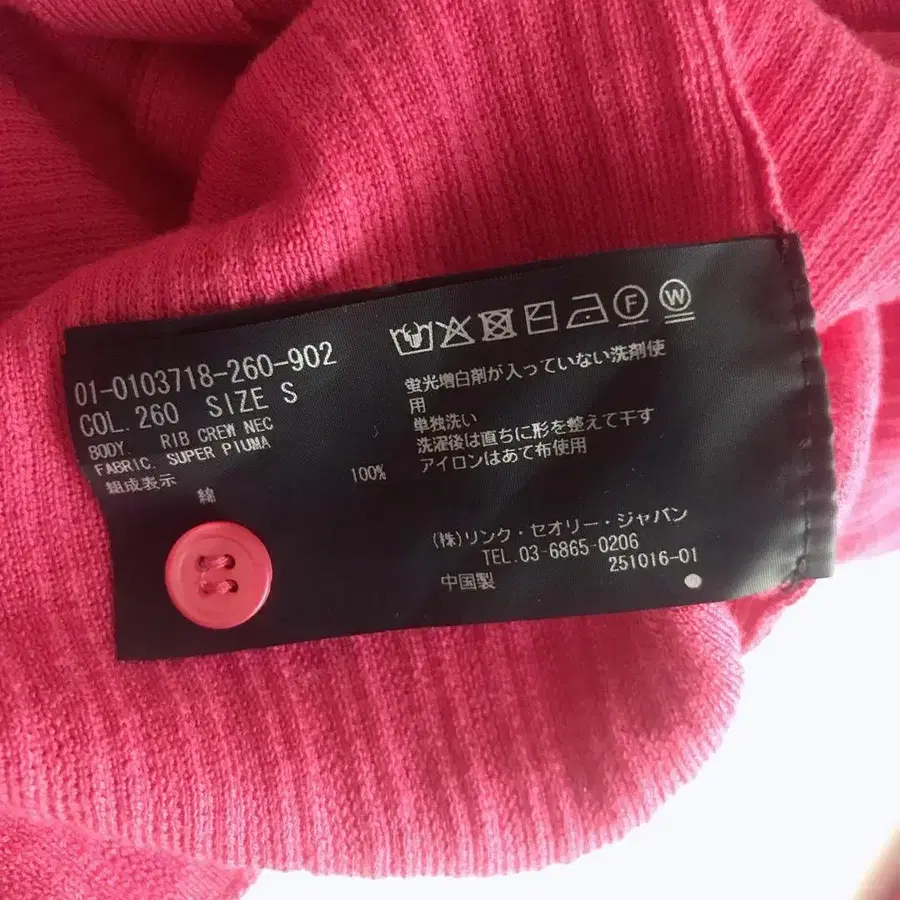 01-0103718-260-902
COL. 260 SIZE S
BODY. RIB CREW NEC
FABRIC. SUPER PIUMA
組成表示
綿 100%
F W
蛍光増白剤が入っていない洗剤使
用
単独洗い
洗濯後は直ちに形を整えて干す
アイロンはあて布使用
(株)リンク・セオリー・ジャパン
TEL.03-6865-0206
251016-01
中国製